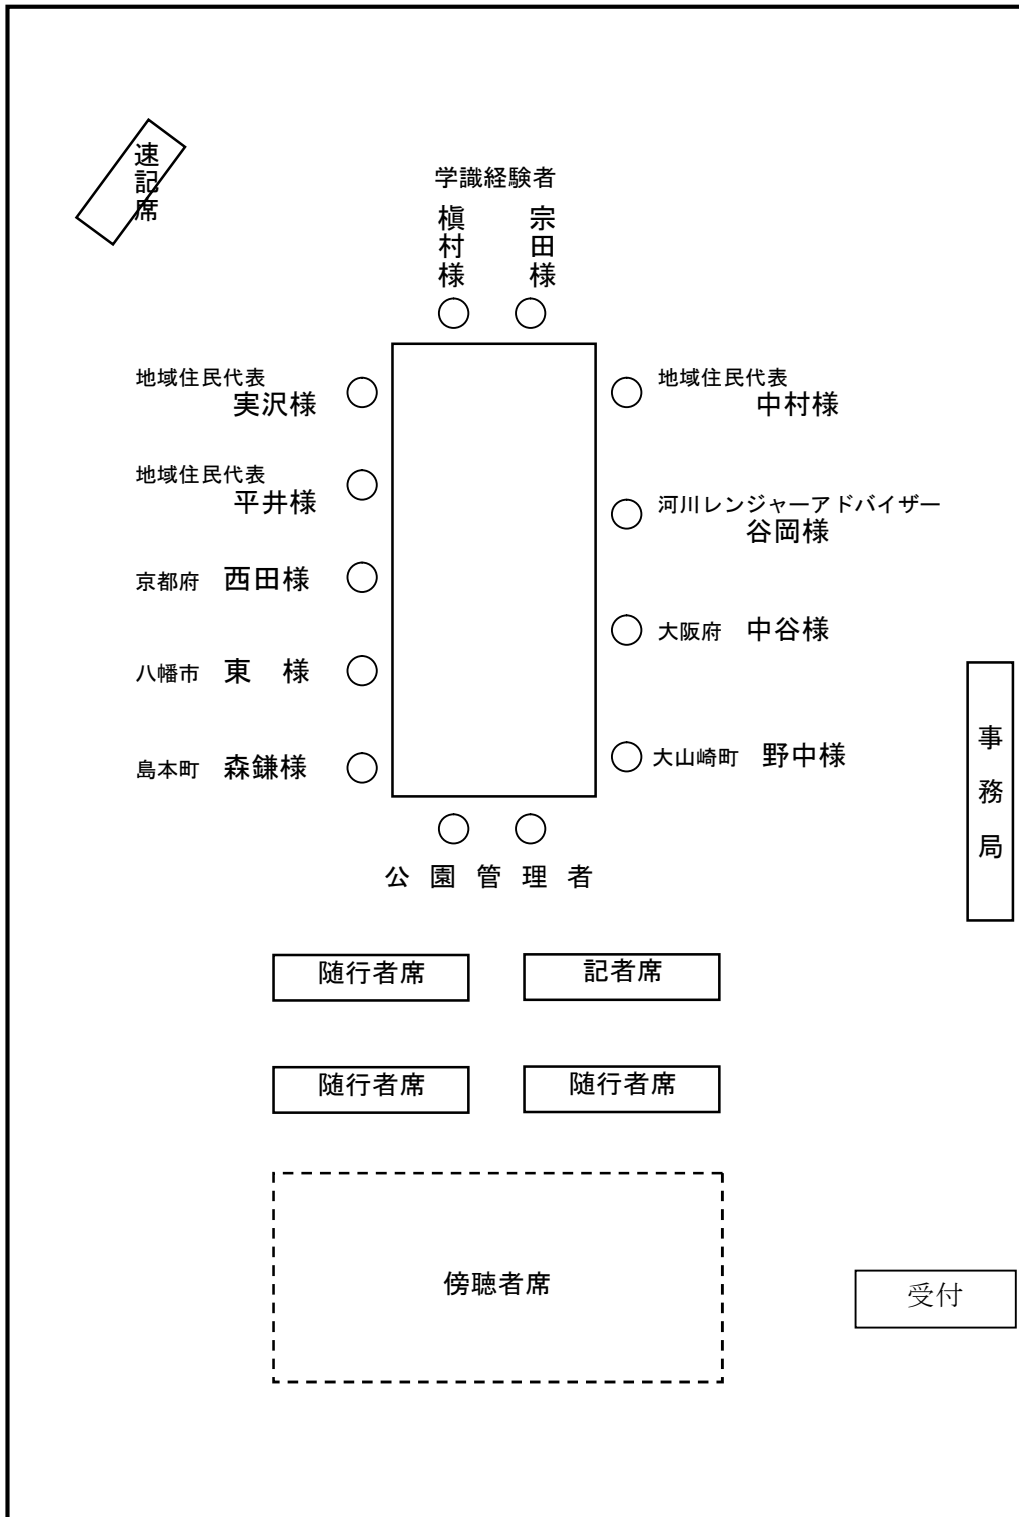 速記席
学識経験者
槇村様
宗田様
地域住民代表
実沢様
地域住民代表
中村様
地域住民代表
平井様
河川レンジャーアドバイザー
谷岡様
京都府 西田様
大阪府 中谷様
八幡市 東 様
島本町 森鎌様
大山崎町 野中様
事務局
公園管理者
随行者席
記者席
随行者席
随行者席
傍聴者席
受付